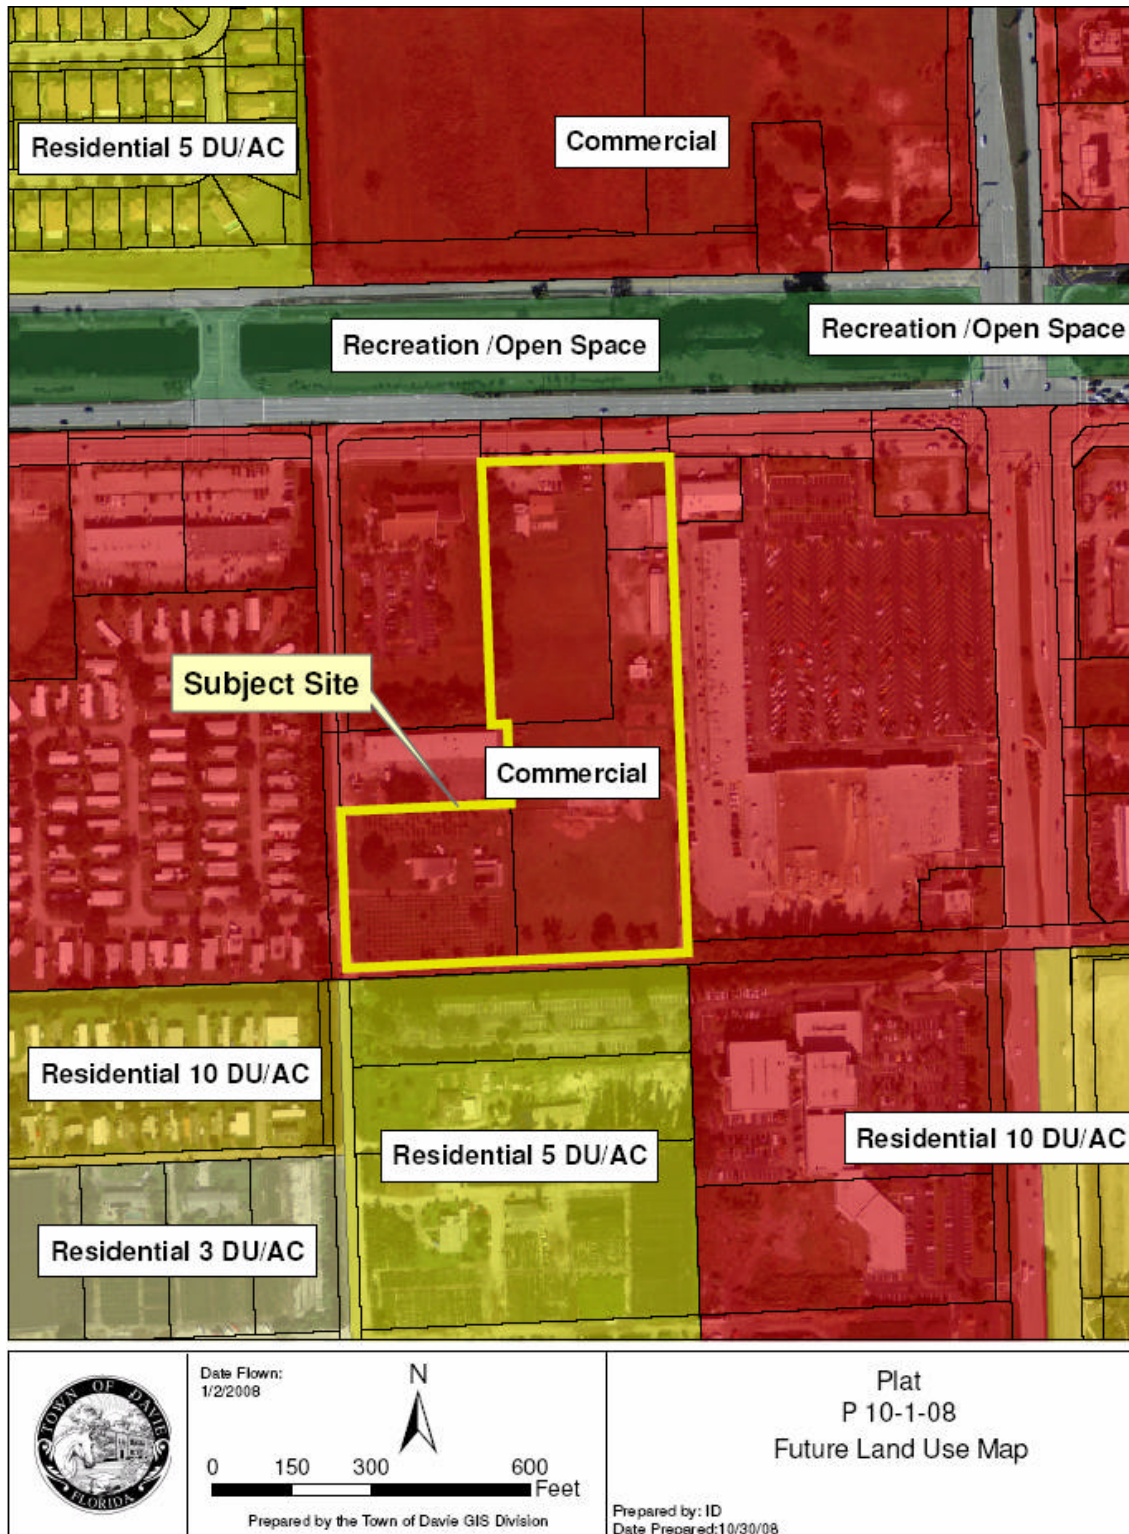 Residential 5 DU/AC
Commercial
Recreation /Open Space
Recreation /Open Space
Subject Site
Commercial
Residential 10 DU/AC
Residential 5 DU/AC
Residential 10 DU/AC
Residential 3 DU/AC
TOWN OF DAVIE
FLORIDA
Date Flown:
1/2/2008
N
0 150 300 600
Feet
Prepared by the Town of Davie GIS Division
Plat
P 10-1-08
Future Land Use Map
Prepared by: ID
Date Prepared:10/30/08